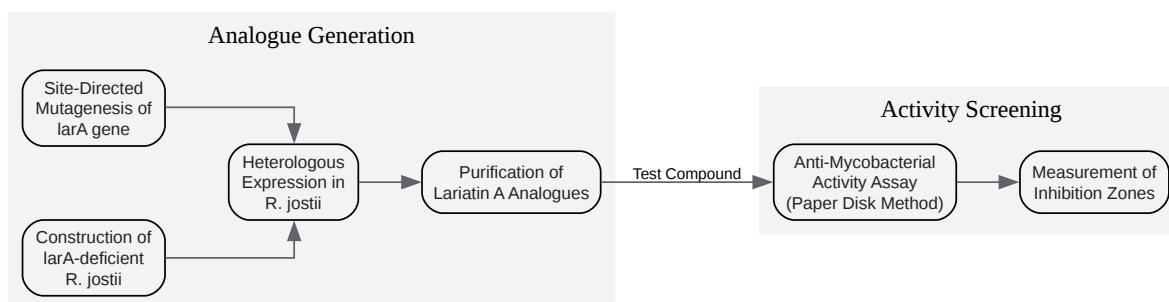 Analogue Generation
Site-Directed
Mutagenesis of
larA gene
Construction of
larA-deficient
R. jostii
Heterologous
Expression in
R. jostii
Purification of
Lariatin A Analogues
Test Compound
Activity Screening
Anti-Mycobacterial
Activity Assay
(Paper Disk Method)
Measurement of
Inhibition Zones